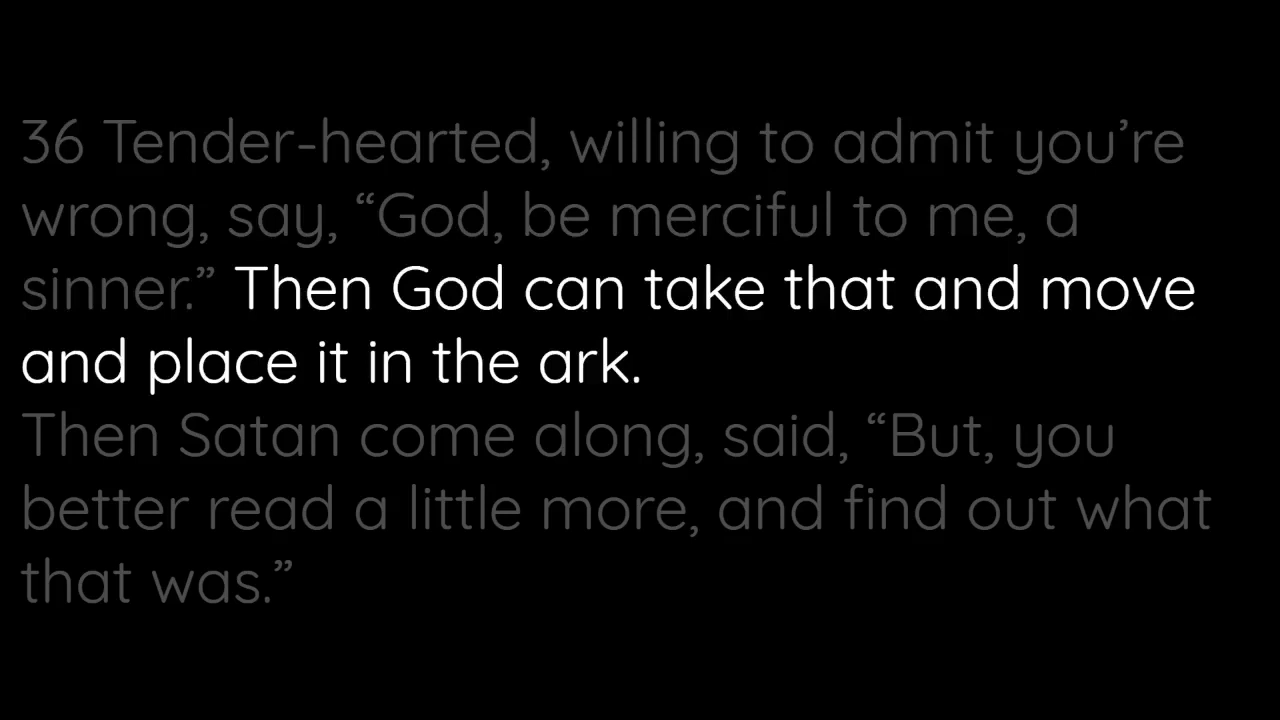 36 Tender-hearted, willing to admit you’re
wrong, say, “God, be merciful to me, a
sinner.” Then God can take that and move
and place it in the ark.
Then Satan come along, said, “But, you
better read a little more, and find out what
that was.”